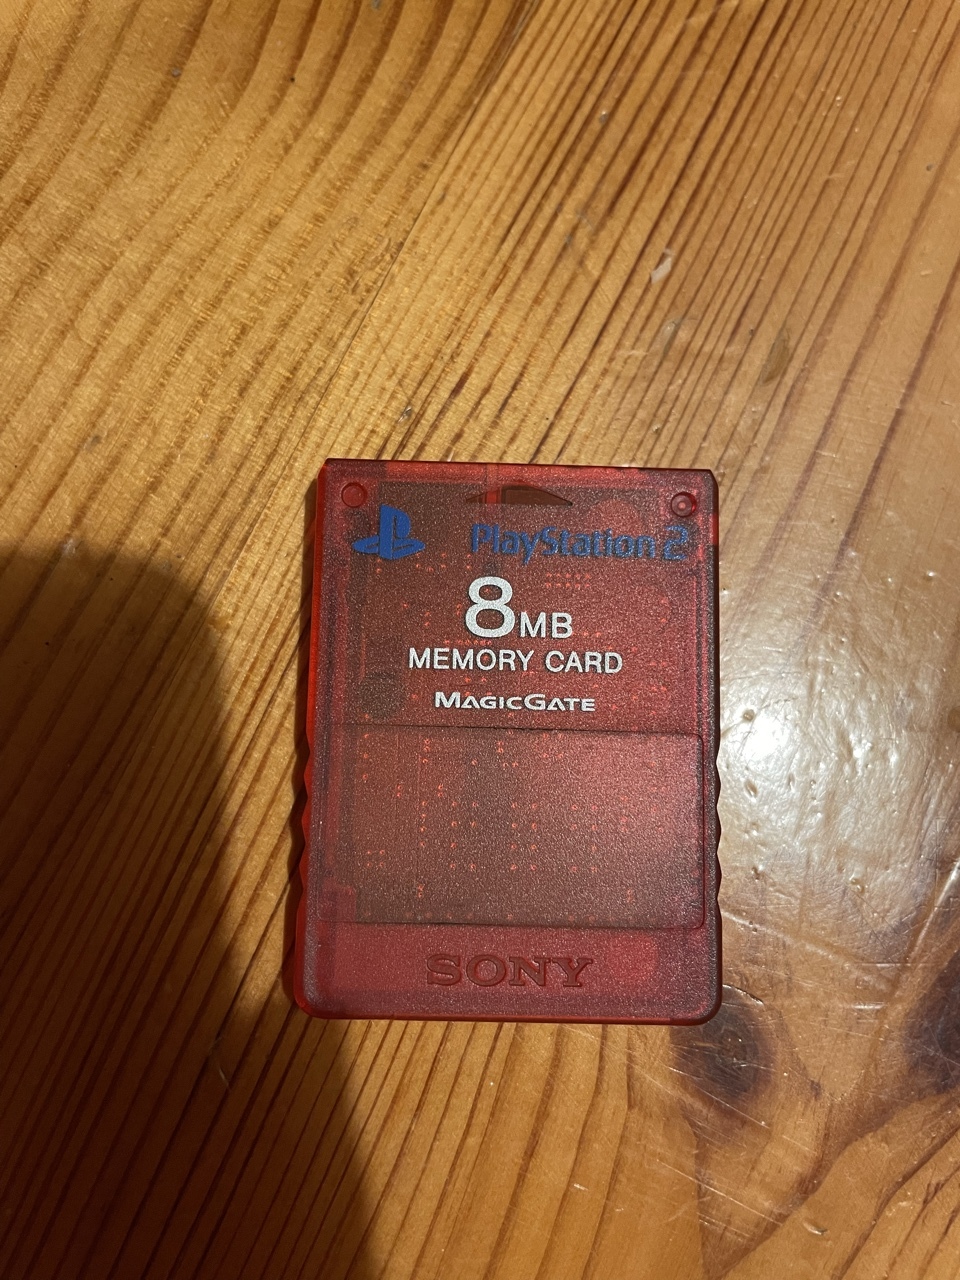 PlayStation 2
8MB
MEMORY CARD
MAGICGATE
SONY